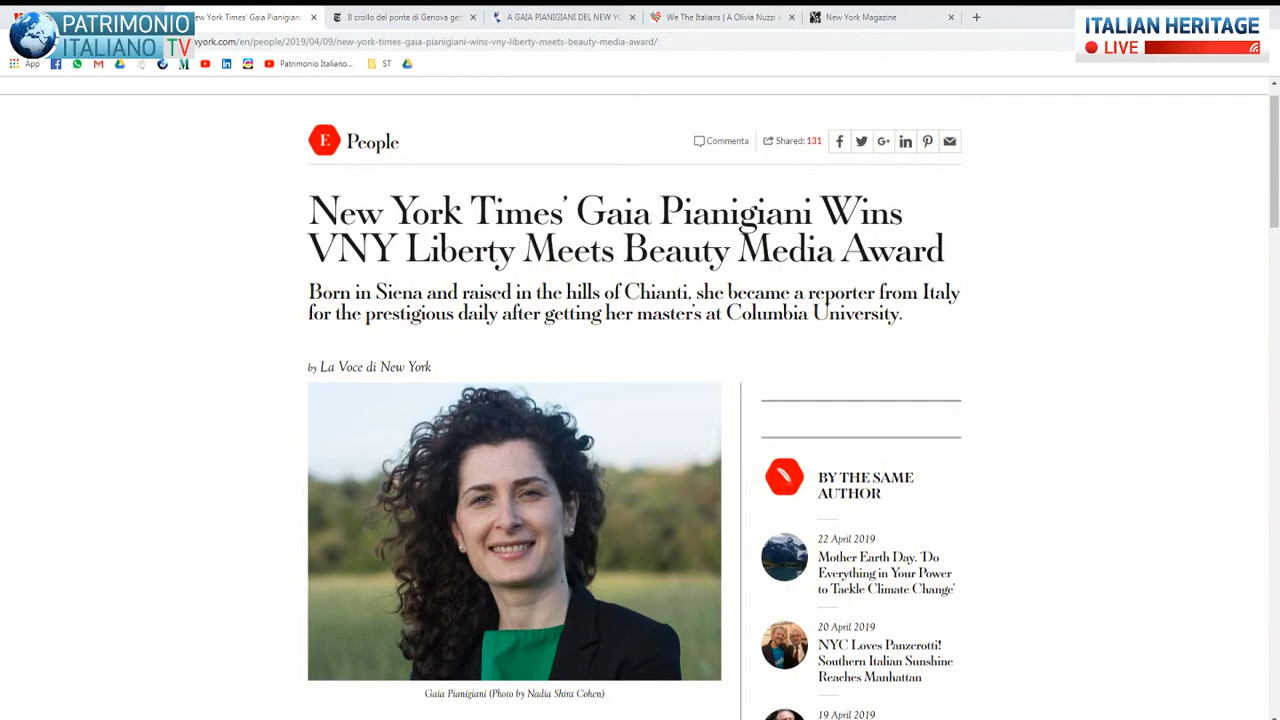 PATRIMONIO
ITALIANO TV
ITALIAN HERITAGE
LIVE
New York Times' Gaia Pianigiani
Il crollo del ponte di Genova get
A GAIA PIANIGIANI DEL NEW YO
We The Italians | A Olivia Nuzzi e
New York Magazine
york.com/en/people/2019/04/09/new-york-times-gaia-pianigiani-wins-vny-liberty-meets-beauty-media-award/
App
Patrimonio Italiano...
ST
E People
Commenta
Shared: 131
New York Times' Gaia Pianigiani Wins
VNY Liberty Meets Beauty Media Award
Born in Siena and raised in the hills of Chianti, she became a reporter from Italy
for the prestigious daily after getting her master's at Columbia University.
by La Voce di New York
Gaia Pianigiani (Photo by Nadia Shira Cohen)
BY THE SAME
AUTHOR
22 April 2019
Mother Earth Day. 'Do
Everything in Your Power
to Tackle Climate Change'
20 April 2019
NYC Loves Panzerotti!
Southern Italian Sunshine
Reaches Manhattan
19 April 2019